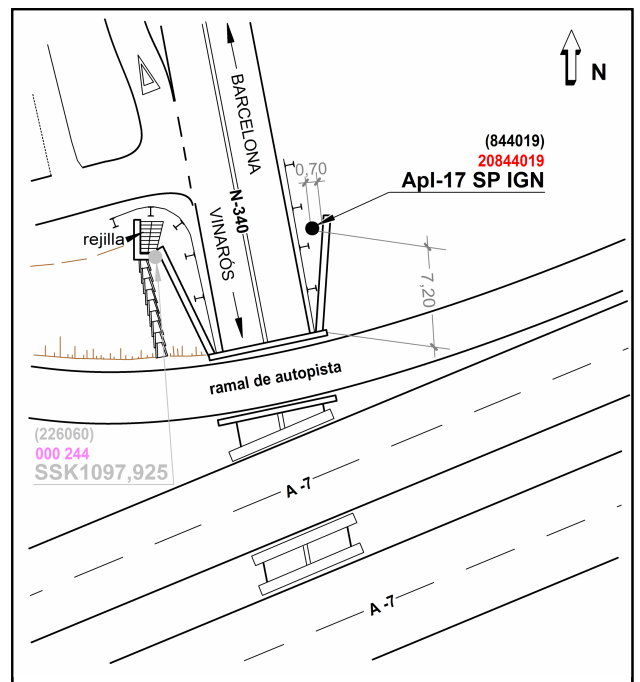 N
(844019)
20844019
Apl-17 SP IGN
0,70
BARCELONA
N-340
VINARÓS
rejilla
7,20
ramal de autopista
(226060)
000 244
SSK1097,925
A -7
A -7